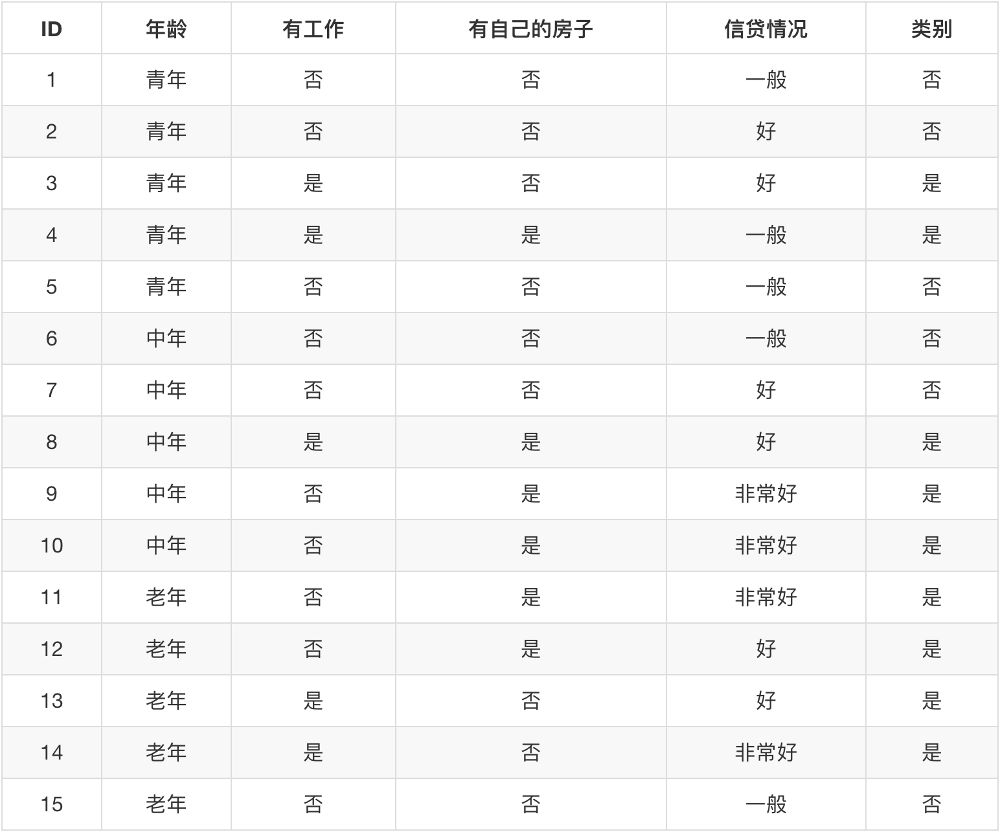 ID 年龄 有工作 有自己的房子 信贷情况 类别
1 青年 否 否 一般 否
2 青年 否 否 好 否
3 青年 是 否 好 是
4 青年 是 是 一般 是
5 青年 否 否 一般 否
6 中年 否 否 一般 否
7 中年 否 否 好 否
8 中年 是 是 好 是
9 中年 否 是 非常好 是
10 中年 否 是 非常好 是
11 老年 否 是 非常好 是
12 老年 否 是 好 是
13 老年 是 否 好 是
14 老年 是 否 非常好 是
15 老年 否 否 一般 否